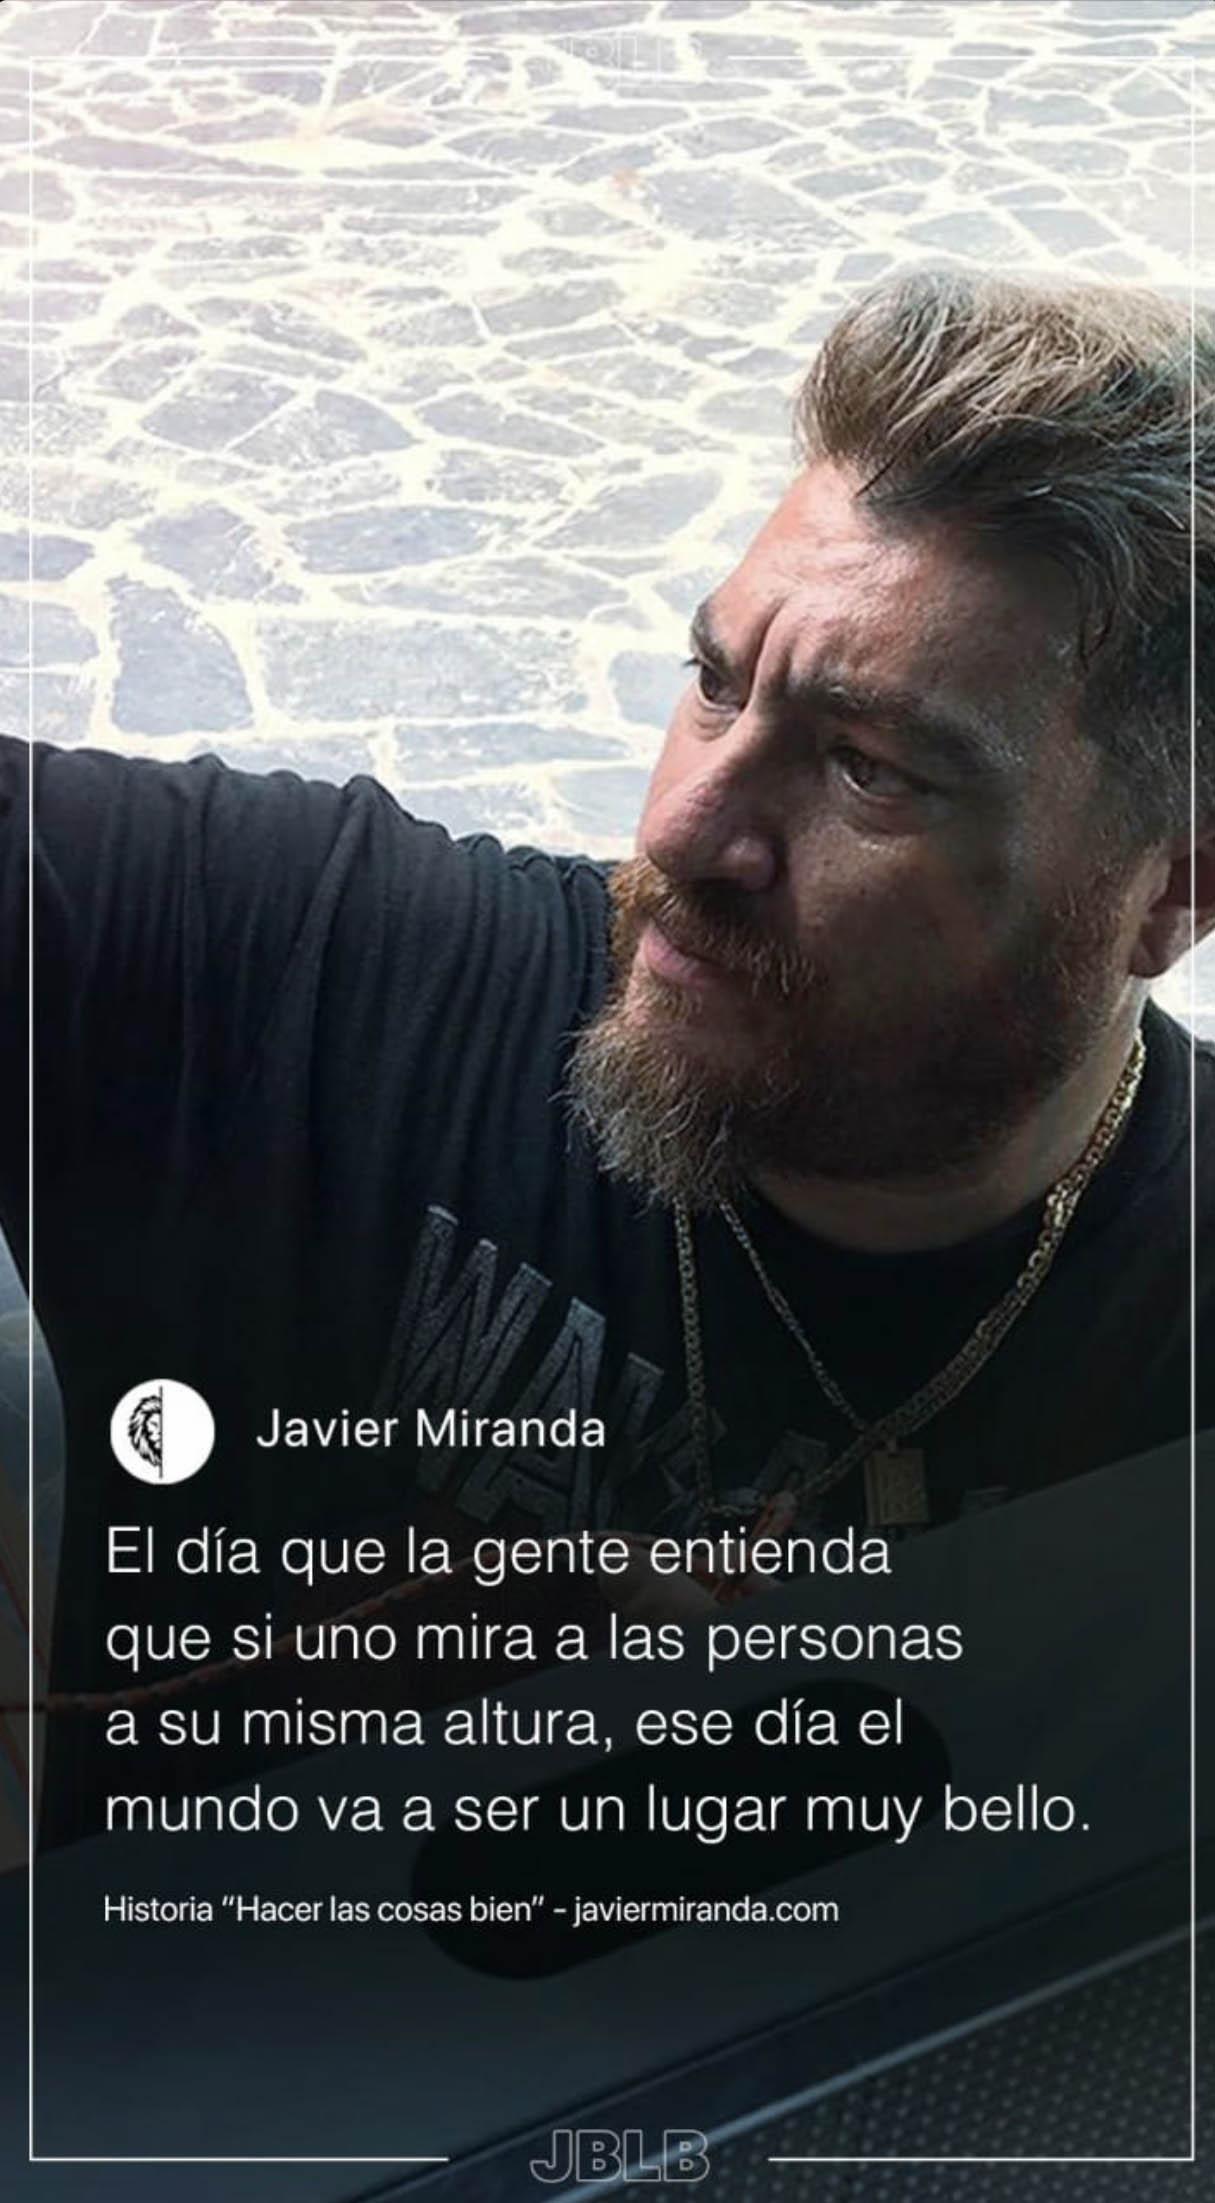 Javier Miranda
El día que la gente entienda
que si uno mira a las personas
a su misma altura, ese día el
mundo va a ser un lugar muy bello.
Historia “Hacer las cosas bien” - javiermiranda.com
JBLB